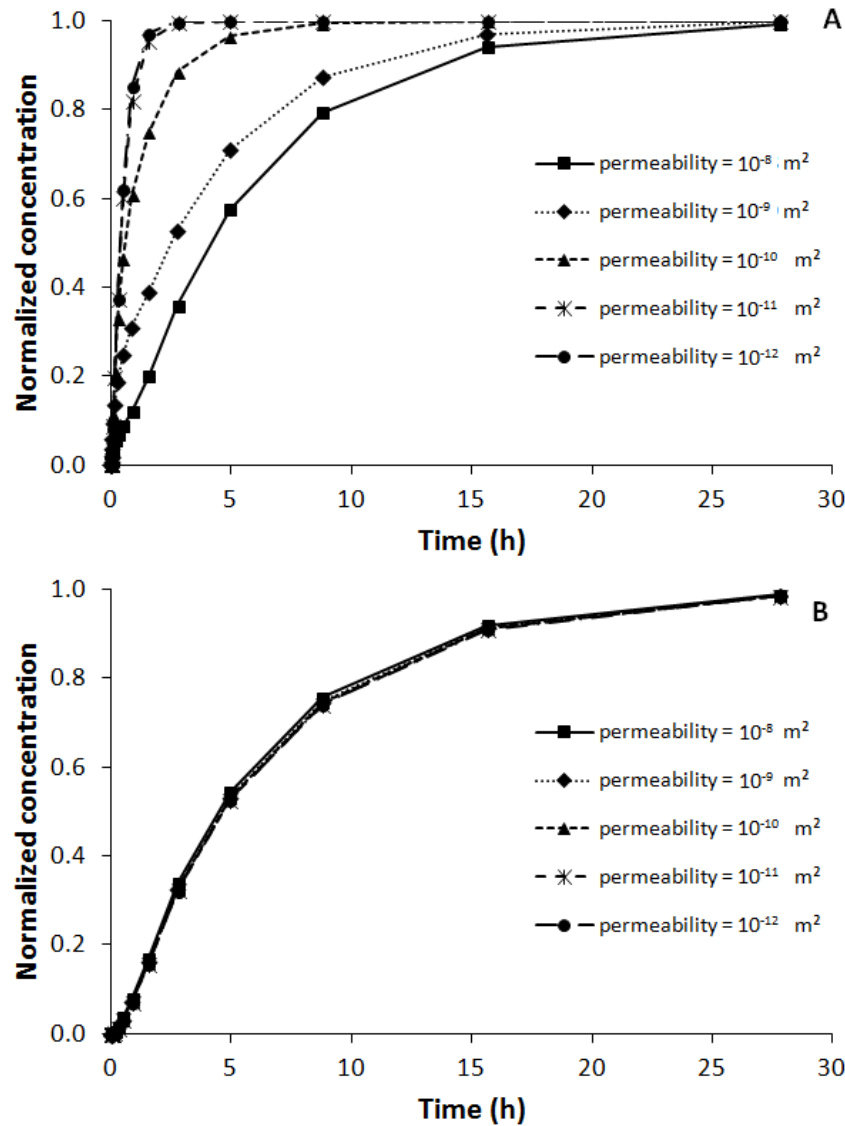 A
1.0
0.8
0.6
0.4
0.2
0.0
Normalized concentration
permeability = 10⁻⁸ m²
permeability = 10⁻⁹ m²
permeability = 10⁻¹⁰ m²
permeability = 10⁻¹¹ m²
permeability = 10⁻¹² m²
0 5 10 15 20 25 30
Time (h)
B
1.0
0.8
0.6
0.4
0.2
0.0
Normalized concentration
permeability = 10⁻⁸ m²
permeability = 10⁻⁹ m²
permeability = 10⁻¹⁰ m²
permeability = 10⁻¹¹ m²
permeability = 10⁻¹² m²
0 5 10 15 20 25 30
Time (h)